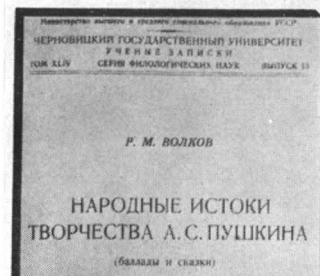 Министерство высшего и среднего специального образования УССР
ЧЕРНОВИЦКИЙ ГОСУДАРСТВЕННЫЙ УНИВЕРСИТЕТ
УЧЕНЫЕ ЗАПИСКИ
ТОМ XLIV СЕРИЯ ФИЛОЛОГИЧЕСКИХ НАУК ВЫПУСК 13
Р. М. ВОЛКОВ
НАРОДНЫЕ ИСТОКИ
ТВОРЧЕСТВА А. С. ПУШКИНА
(баллады и сказки)